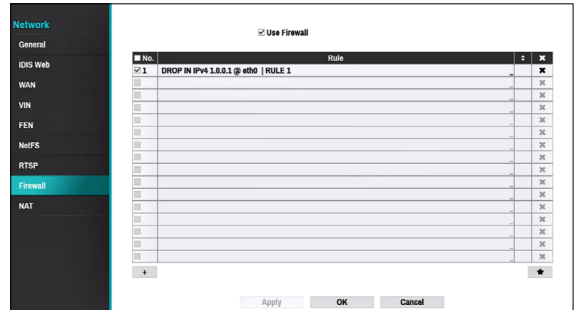 Network
General
IDIS Web
WAN
VIN
FEN
NetFS
RTSP
Firewall
NAT
Use Firewall
No. Rule
1 DROP IN IPv4 1.0.0.1 @ eth0 | RULE 1 ...
+
Apply OK Cancel